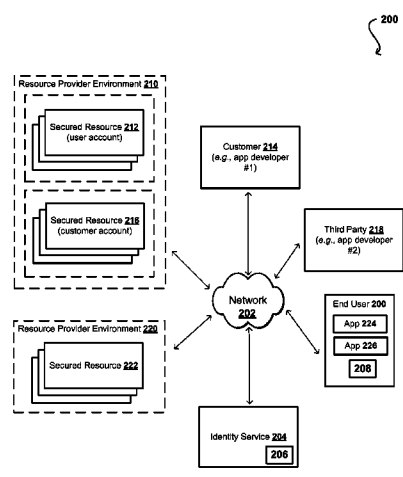 200
Resource Provider Environment 210
Secured Resource 212
(user account)
Secured Resource 216
(customer account)
Customer 214
(e.g., app developer
#1)
Third Party 218
(e.g., app developer
#2)
Network
202
End User 200
App 224
App 226
208
Resource Provider Environment 220
Secured Resource 222
Identity Service 204
206